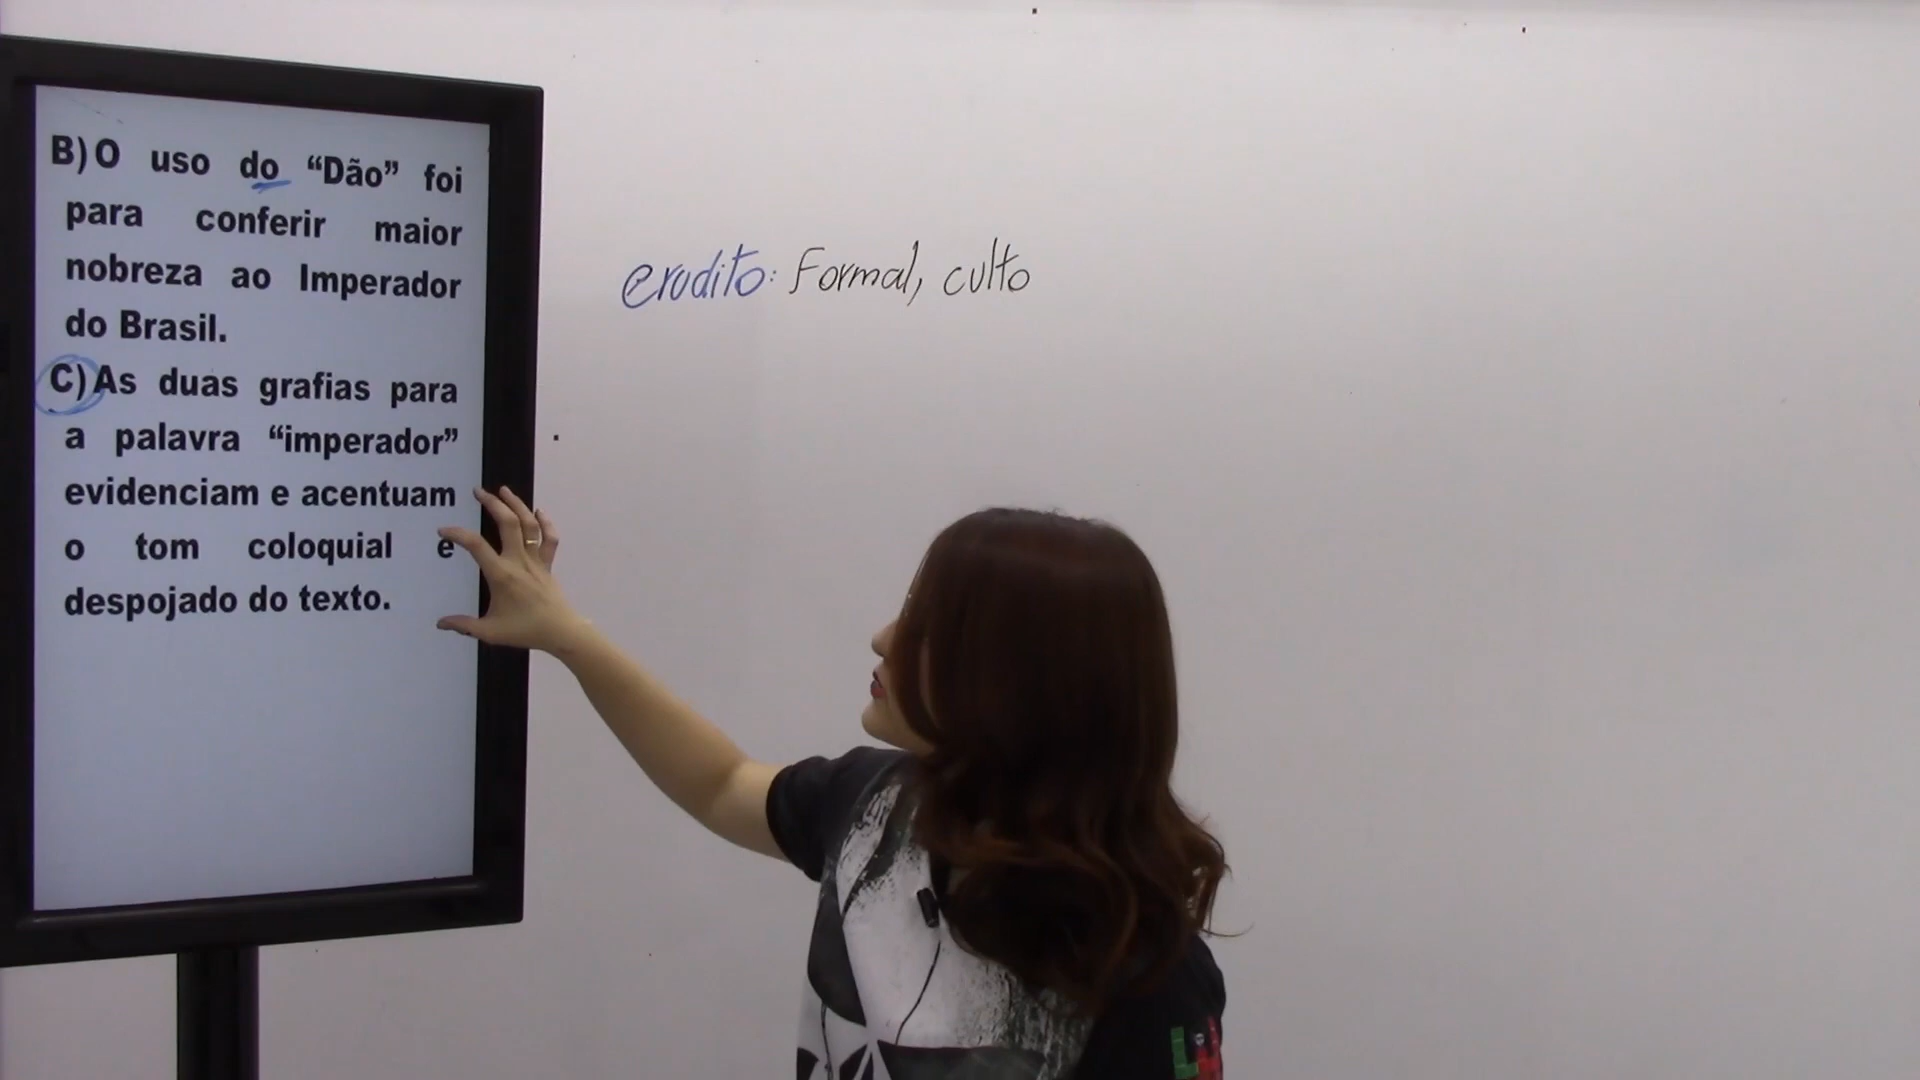 B) O uso do “Dão” foi
para conferir maior
nobreza ao Imperador
do Brasil.
C) As duas grafias para
a palavra “imperador”
evidenciam e acentuam
o tom coloquial e
despojado do texto.
erudito: Formal, culto